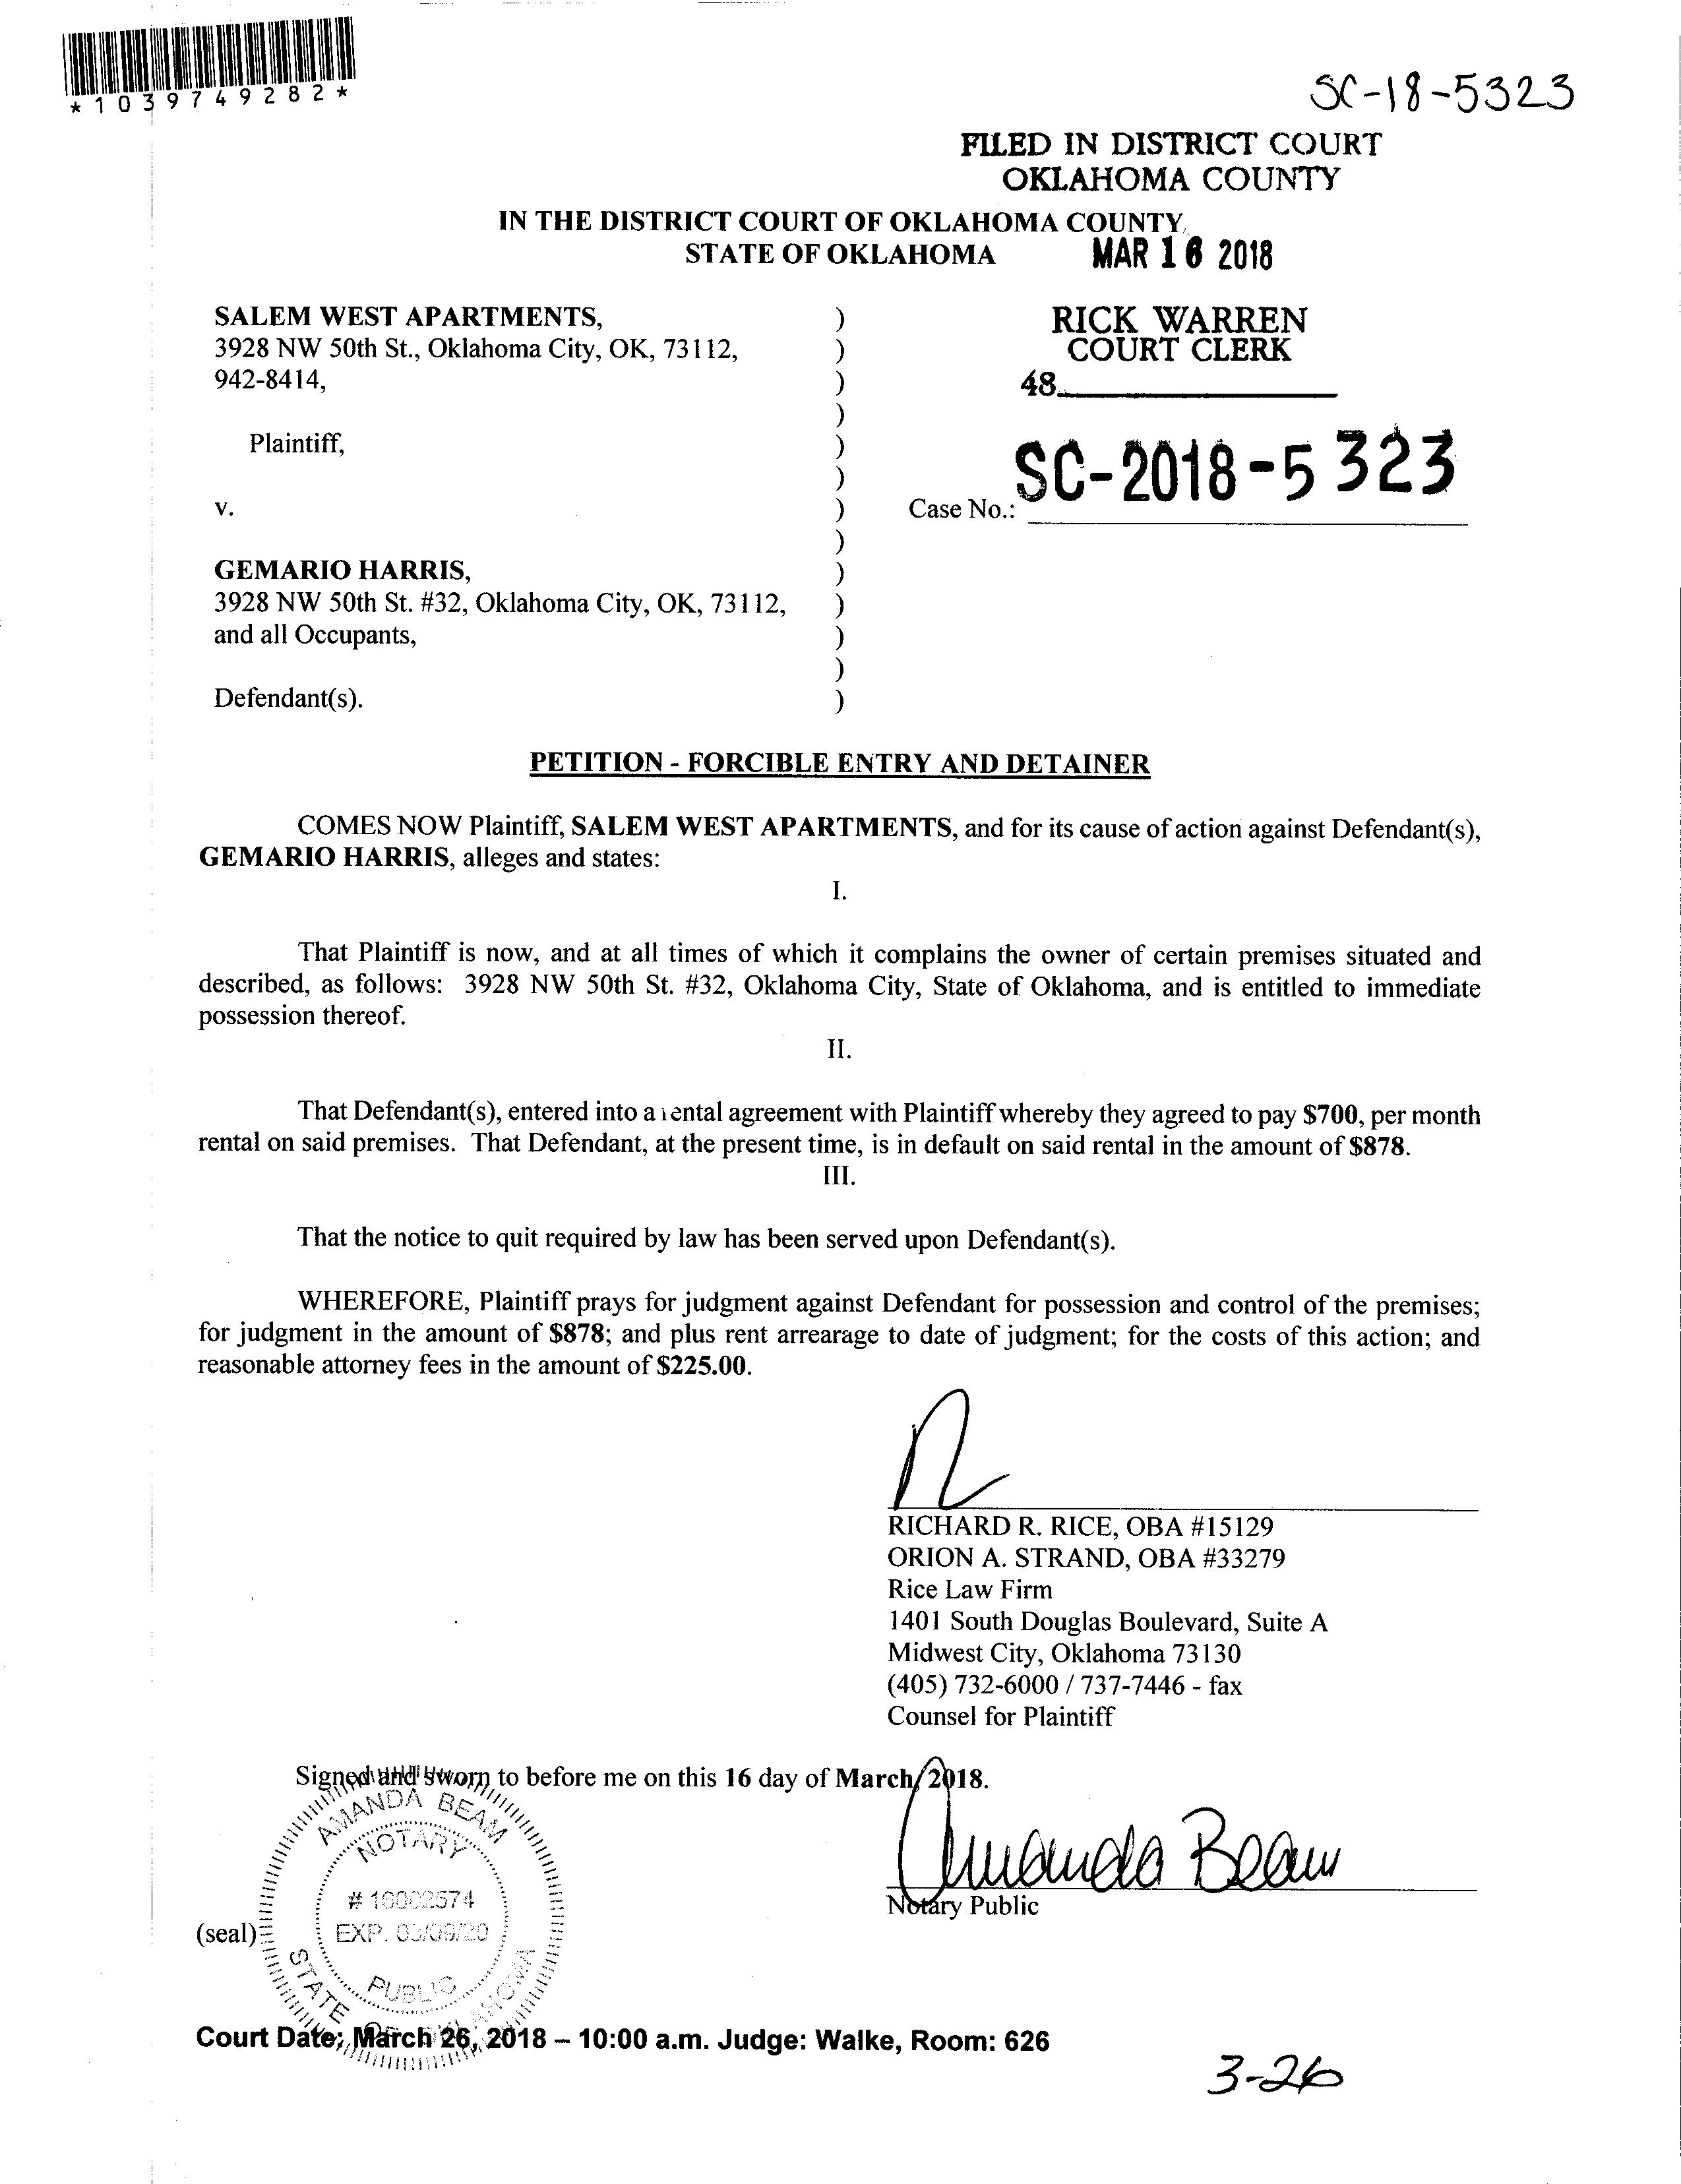 *1039749282*
SC-18-5323
FILED IN DISTRICT COURT
OKLAHOMA COUNTY
IN THE DISTRICT COURT OF OKLAHOMA COUNTY,
STATE OF OKLAHOMA
MAR 16 2018
SALEM WEST APARTMENTS,
3928 NW 50th St., Oklahoma City, OK, 73112,
942-8414,
RICK WARREN
COURT CLERK
48
Plaintiff,
v.
Case No.: SC-2018-5323
GEMARIO HARRIS,
3928 NW 50th St. #32, Oklahoma City, OK, 73112,
and all Occupants,
Defendant(s).
PETITION - FORCIBLE ENTRY AND DETAINER
COMES NOW Plaintiff, SALEM WEST APARTMENTS, and for its cause of action against Defendant(s),
GEMARIO HARRIS, alleges and states:
I.
That Plaintiff is now, and at all times of which it complains the owner of certain premises situated and
described, as follows: 3928 NW 50th St. #32, Oklahoma City, State of Oklahoma, and is entitled to immediate
possession thereof.
II.
That Defendant(s), entered into a rental agreement with Plaintiff whereby they agreed to pay $700, per month
rental on said premises. That Defendant, at the present time, is in default on said rental in the amount of $878.
III.
That the notice to quit required by law has been served upon Defendant(s).
WHEREFORE, Plaintiff prays for judgment against Defendant for possession and control of the premises;
for judgment in the amount of $878; and plus rent arrearage to date of judgment; for the costs of this action; and
reasonable attorney fees in the amount of $225.00.
RICHARD R. RICE, OBA #15129
ORION A. STRAND, OBA #33279
Rice Law Firm
1401 South Douglas Boulevard, Suite A
Midwest City, Oklahoma 73130
(405) 732-6000 / 737-7446 - fax
Counsel for Plaintiff
Signed and sworn to before me on this 16 day of March, 2018.
AMANDA BEAM
NOTARY
# 16002574
EXP.
PUBLIC
STATE OF OKLAHOMA
Amanda Beam
Notary Public
(seal)
Court Date: March 26, 2018 – 10:00 a.m. Judge: Walke, Room: 626
3-26